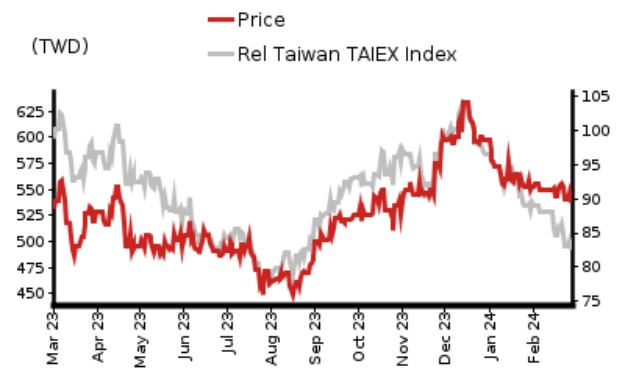 Price
(TWD)
Rel Taiwan TAIEX Index
625
600
575
550
525
500
475
450
105
100
95
90
85
80
75
Mar 23
Apr 23
May 23
Jun 23
Jul 23
Aug 23
Sep 23
Oct 23
Nov 23
Dec 23
Jan 24
Feb 24